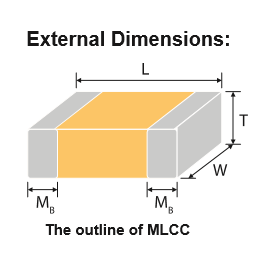 External Dimensions:
L
T
W
M_B M_B
The outline of MLCC